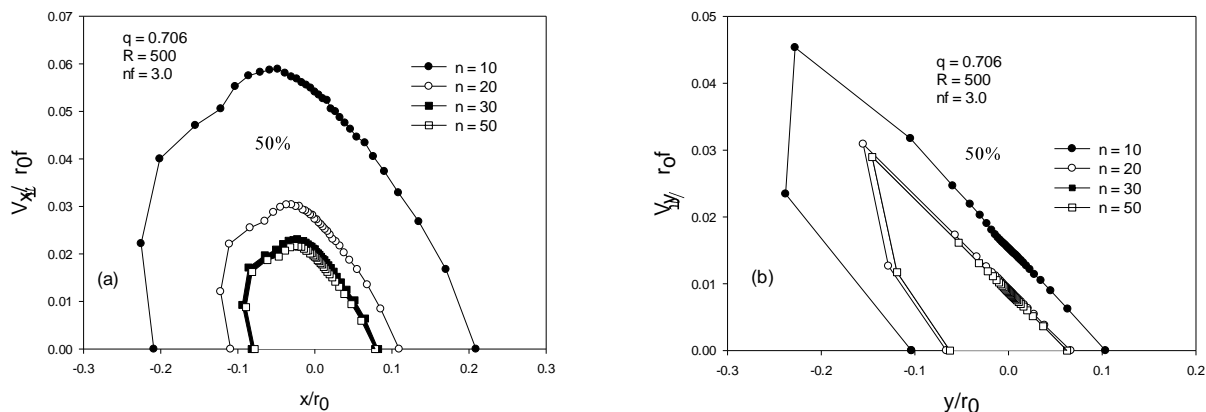 0.07
0.06
0.05
0.04
0.03
0.02
0.01
0.00
q = 0.706
R = 500
nf = 3.0
50%
n = 10
n = 20
n = 30
n = 50
(a)
-0.3 -0.2 -0.1 0.0 0.1 0.2 0.3
x/r0
0.05
0.04
0.03
0.02
0.01
0.00
q = 0.706
R = 500
nf = 3.0
50%
n = 10
n = 20
n = 30
n = 50
(b)
-0.3 -0.2 -0.1 0.0 0.1 0.2
y/r0